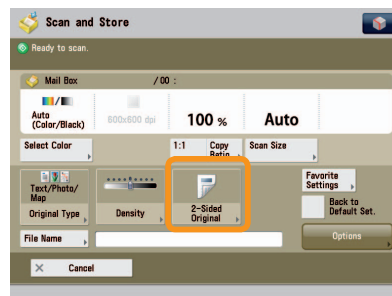 Scan and Store
Ready to scan.
Mail Box /00 :
Auto
(Color/Black)
600x600 dpi
100 %
Auto
Select Color
1:1
Copy
Ratio
Scan Size
Text/Photo/
Map
Original Type
Density
2-Sided
Original
Favorite
Settings
Back to
Default Set.
File Name
Options
Cancel